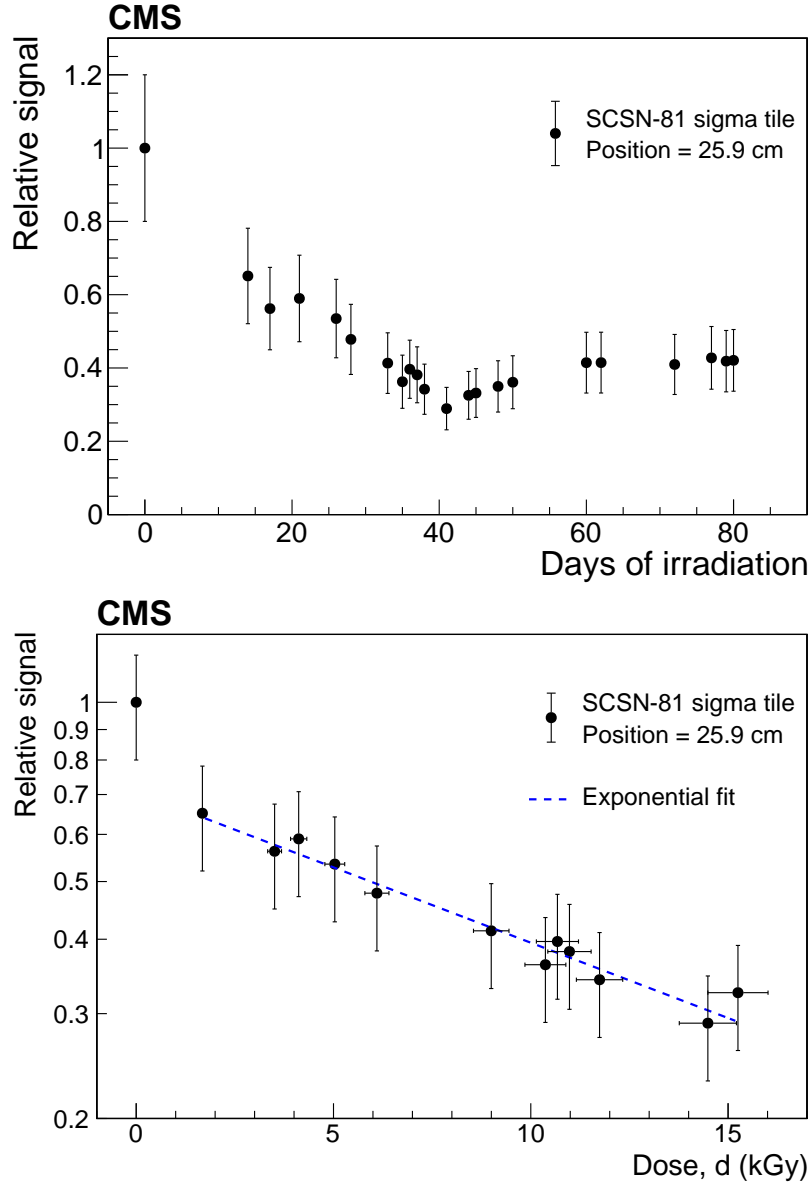 CMS
Relative signal
1.2
1
0.8
0.6
0.4
0.2
0
SCSN-81 sigma tile
Position = 25.9 cm
0 20 40 60 80
Days of irradiation
CMS
Relative signal
1
0.9
0.8
0.7
0.6
0.5
0.4
0.3
0.2
SCSN-81 sigma tile
Position = 25.9 cm
Exponential fit
0 5 10 15
Dose, d (kGy)